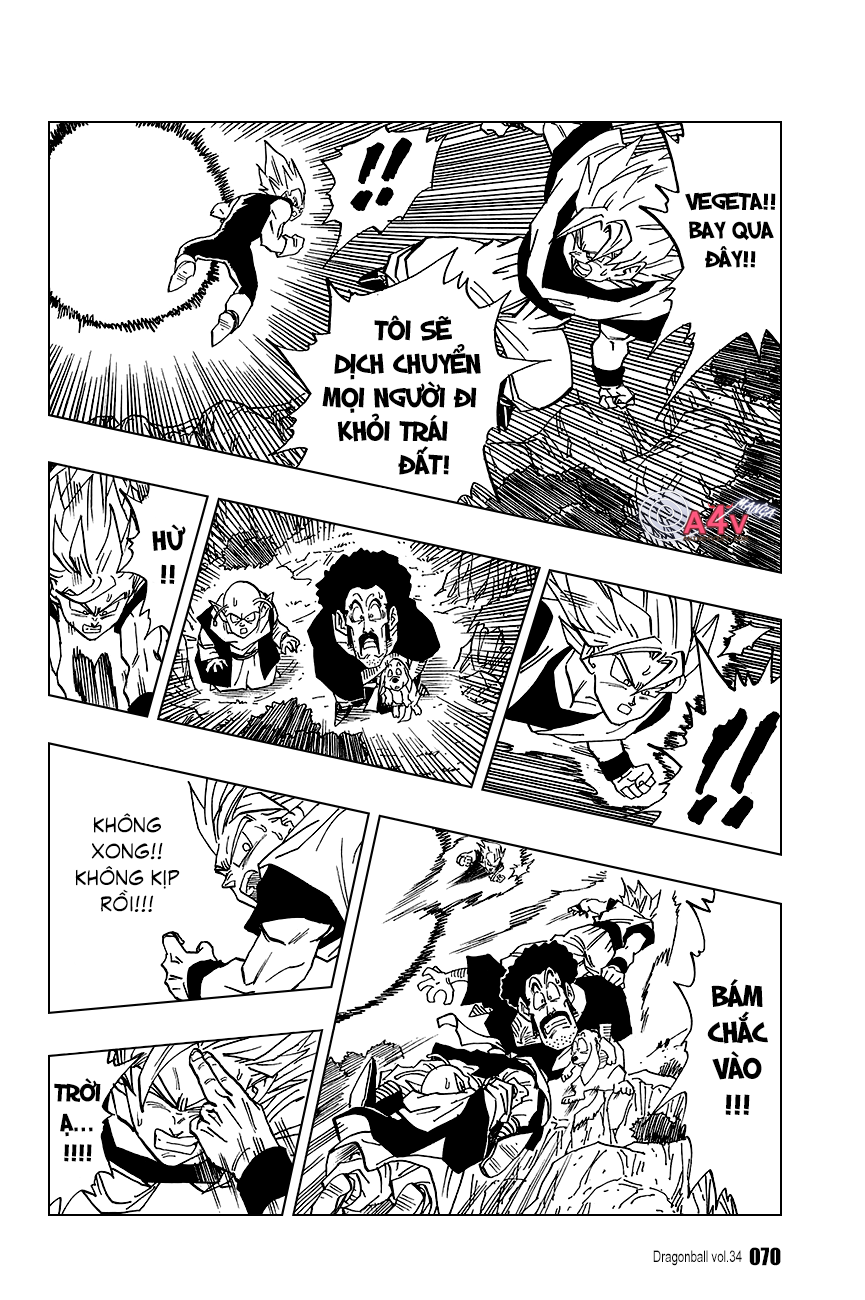 VEGETA!!
BAY QUA
ĐÂY!!
!!
TÔI SẼ
DỊCH CHUYỂN
MỌI NGƯỜI ĐI
KHỎI TRÁI
ĐẤT!
A4V
MANGA
HỪ
!!
!!
KHÔNG
XONG!!
KHÔNG KỊP
RỒI!!!
BÁM
CHẮC
VÀO
!!!
TRỜI
Ạ...
!!!!
Dragonball vol.34 070